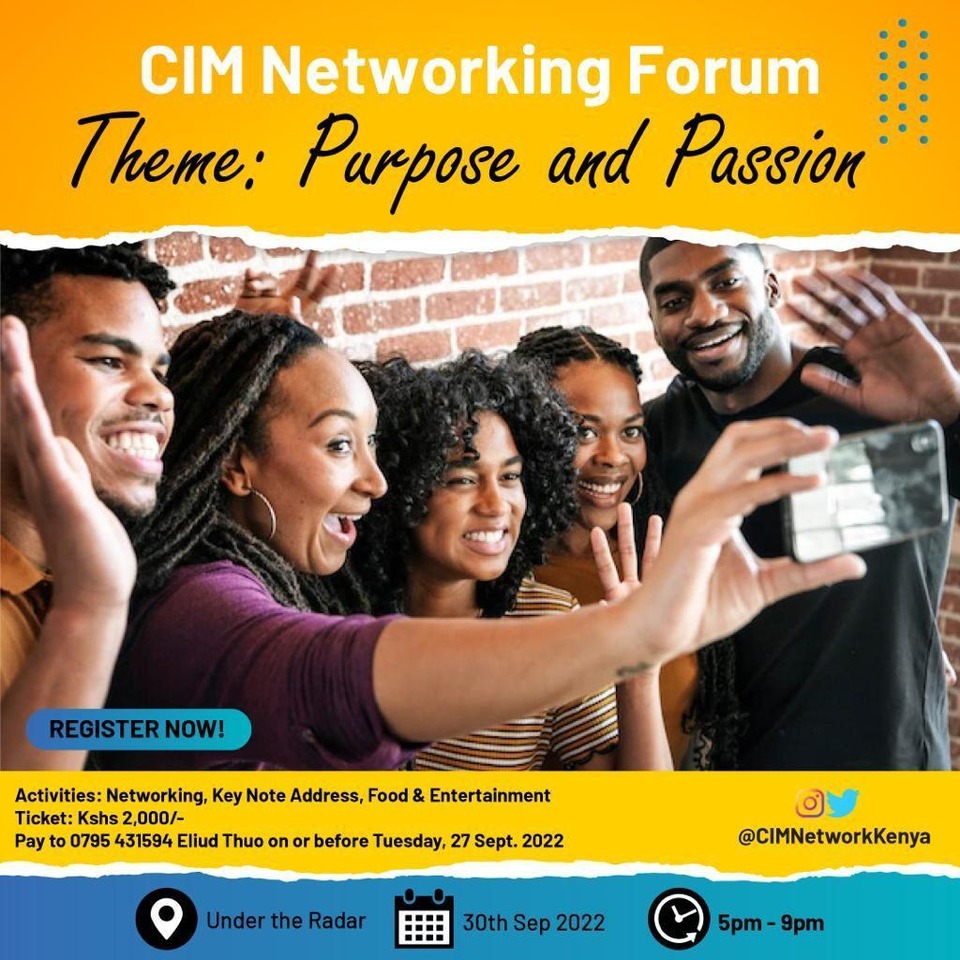 CIM Networking Forum
Theme: Purpose and Passion
REGISTER NOW!
Activities: Networking, Key Note Address, Food & Entertainment
Ticket: Kshs 2,000/-
Pay to 0795 431594 Eliud Thuo on or before Tuesday, 27 Sept. 2022
@CIMNetworkKenya
Under the Radar
30th Sep 2022
5pm - 9pm